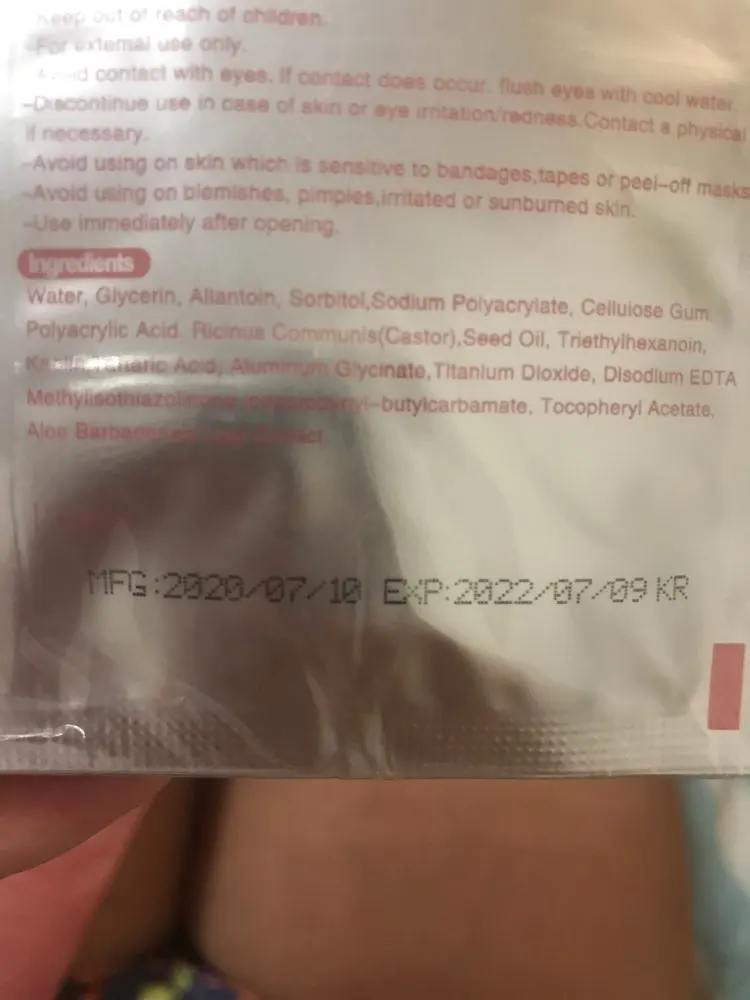 Keep out of reach of children.
-For external use only.
-Avoid contact with eyes. If contact does occur, flush eyes with cool water.
-Discontinue use in case of skin or eye irritation/redness.Contact a physical
if necessary.
-Avoid using on skin which is sensitive to bandages,tapes or peel-off masks
-Avoid using on blemishes, pimples,irritated or sunburned skin.
-Use immediately after opening.
Ingredients
Water, Glycerin, Allantoin, Sorbitol,Sodium Polyacrylate, Cellulose Gum,
Polyacrylic Acid. Ricinus Communis(Castor),Seed Oil, Triethylhexanoin,
Acid, Aluminum Glycinate,Titanium Dioxide, Disodium EDTA
Methylisothiazolinone -butylcarbamate, Tocopheryl Acetate,
Aloe
MFG:2020/07/10 EXP:2022/07/09 KR